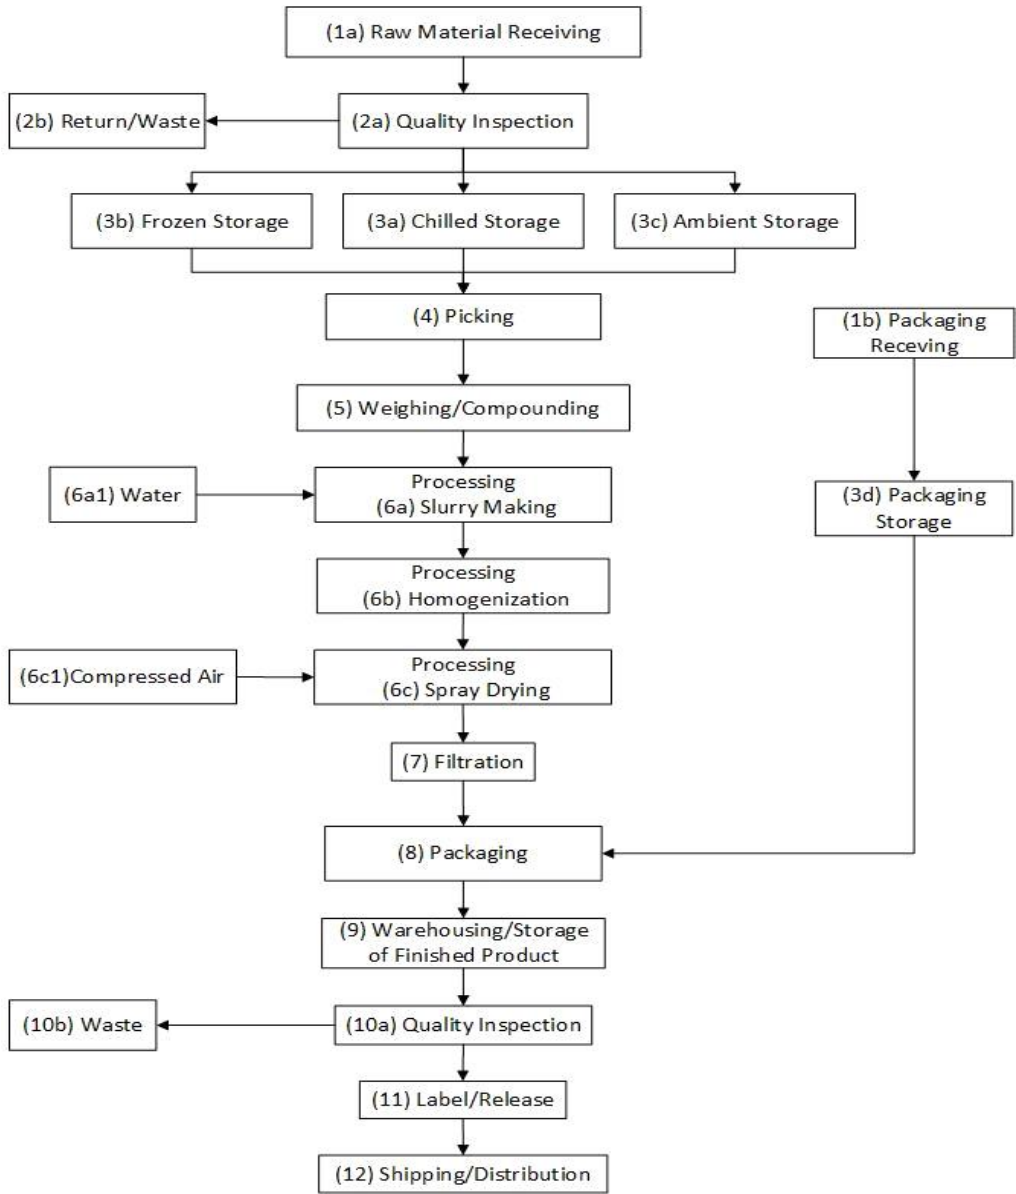 (1a) Raw Material Receiving
(2b) Return/Waste
(2a) Quality Inspection
(3b) Frozen Storage
(3a) Chilled Storage
(3c) Ambient Storage
(4) Picking
(1b) Packaging
Receving
(5) Weighing/Compounding
(6a1) Water
Processing
(6a) Slurry Making
(3d) Packaging
Storage
Processing
(6b) Homogenization
(6c1)Compressed Air
Processing
(6c) Spray Drying
(7) Filtration
(8) Packaging
(9) Warehousing/Storage
of Finished Product
(10b) Waste
(10a) Quality Inspection
(11) Label/Release
(12) Shipping/Distribution